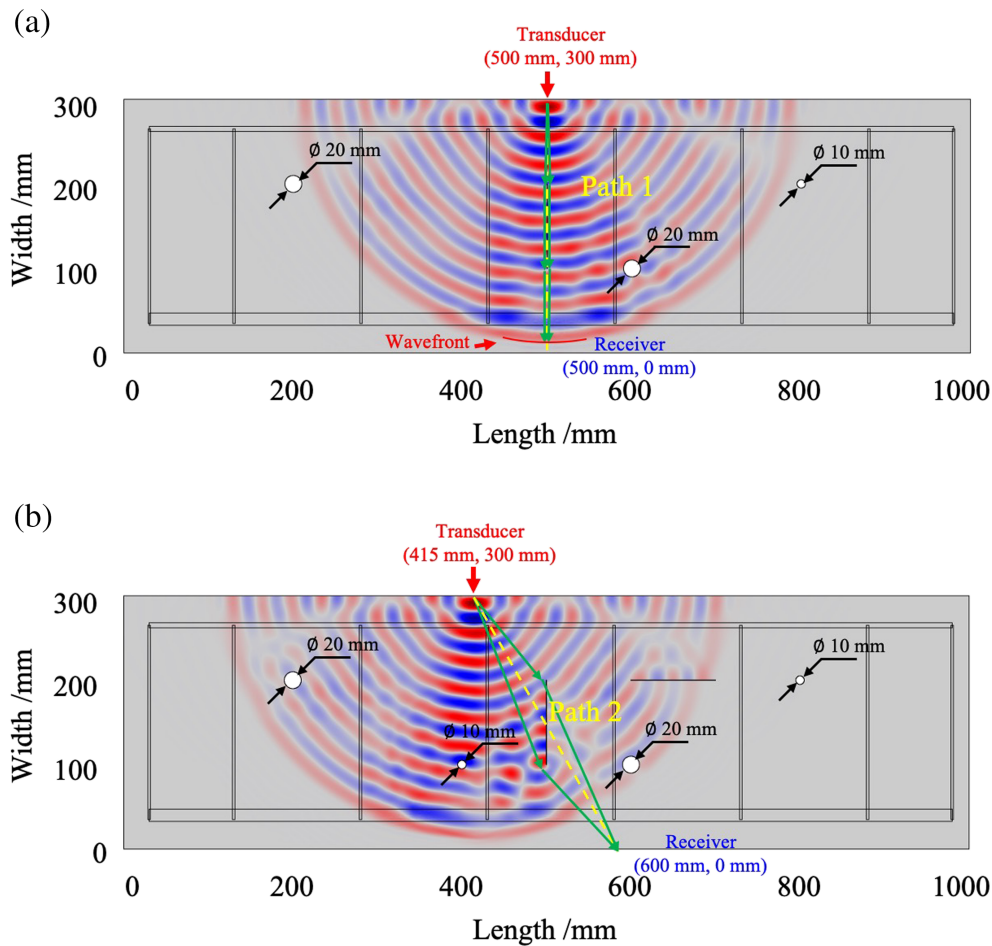 (a)
Transducer
(500 mm, 300 mm)
300
200
100
0
Width /mm
Ø 20 mm
Path 1
Ø 10 mm
Ø 20 mm
Wavefront
Receiver
(500 mm, 0 mm)
0
200
400
600
800
1000
Length /mm
(b)
Transducer
(415 mm, 300 mm)
300
200
100
0
Width /mm
Ø 20 mm
Ø 10 mm
Path 2
Ø 10 mm
Ø 20 mm
Receiver
(600 mm, 0 mm)
0
200
400
600
800
1000
Length /mm